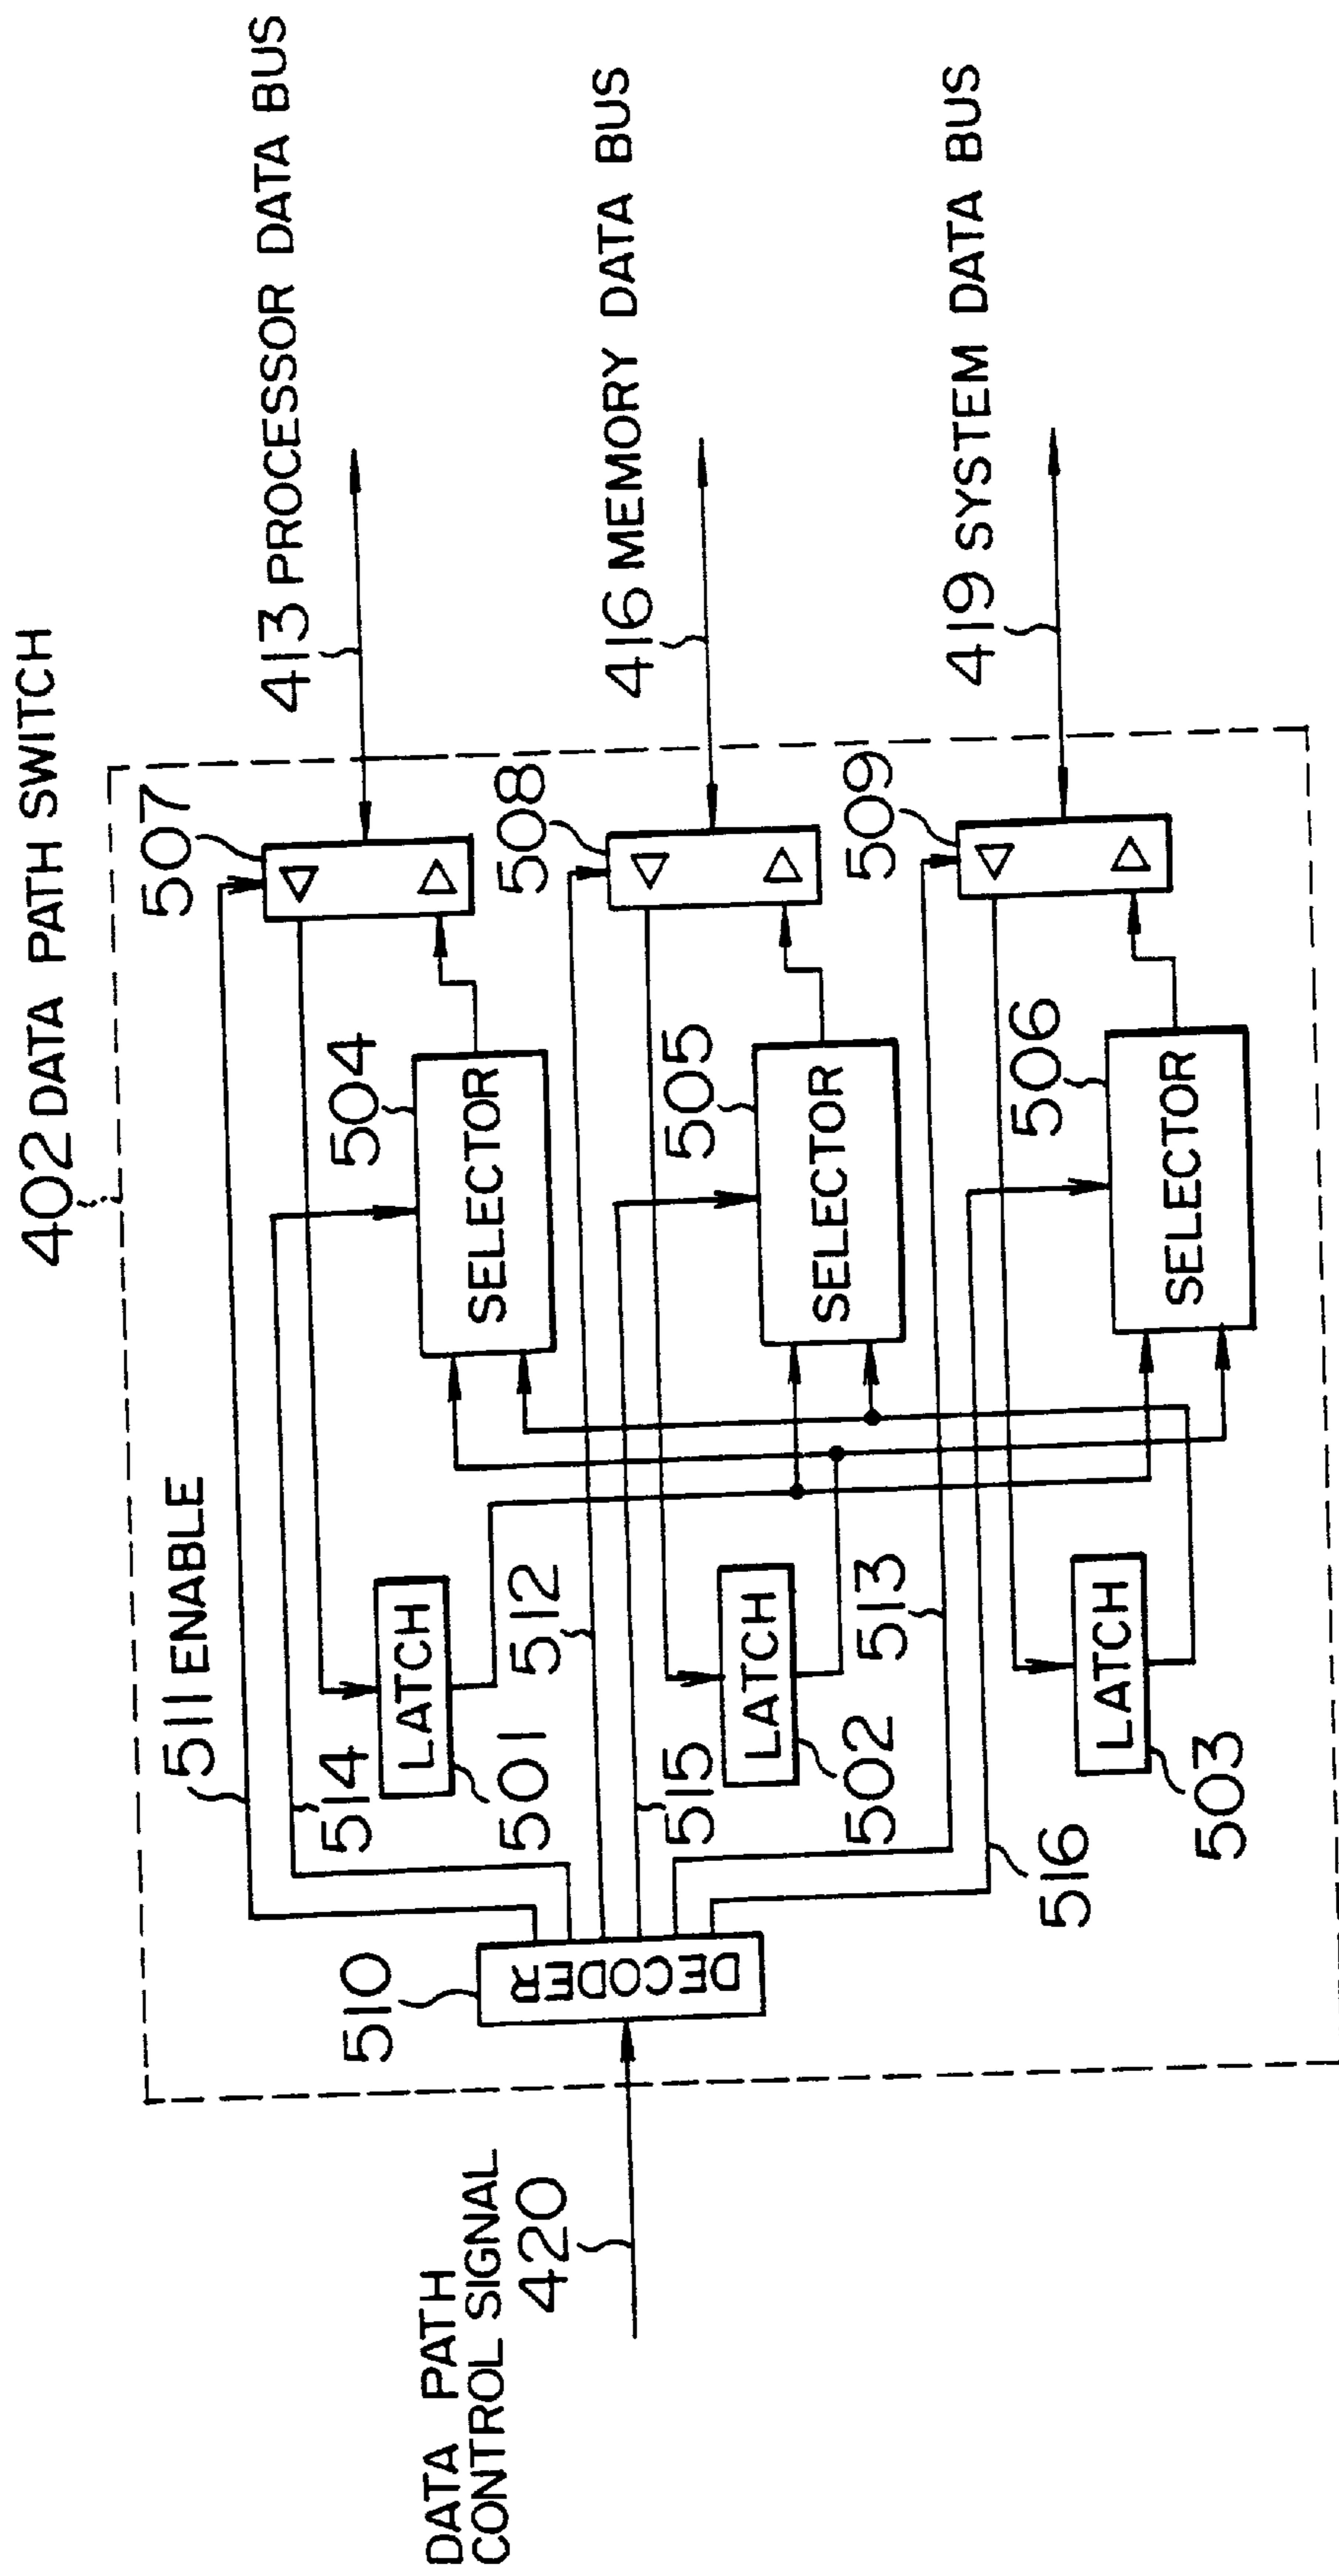 402 DATA PATH SWITCH
413 PROCESSOR DATA BUS
507
511 ENABLE
514
504
SELECTOR
LATCH
501
512
508
416 MEMORY DATA BUS
510
DECODER
515
505
SELECTOR
LATCH
502
513
509
419 SYSTEM DATA BUS
DATA PATH
CONTROL SIGNAL
420
516
506
SELECTOR
LATCH
503